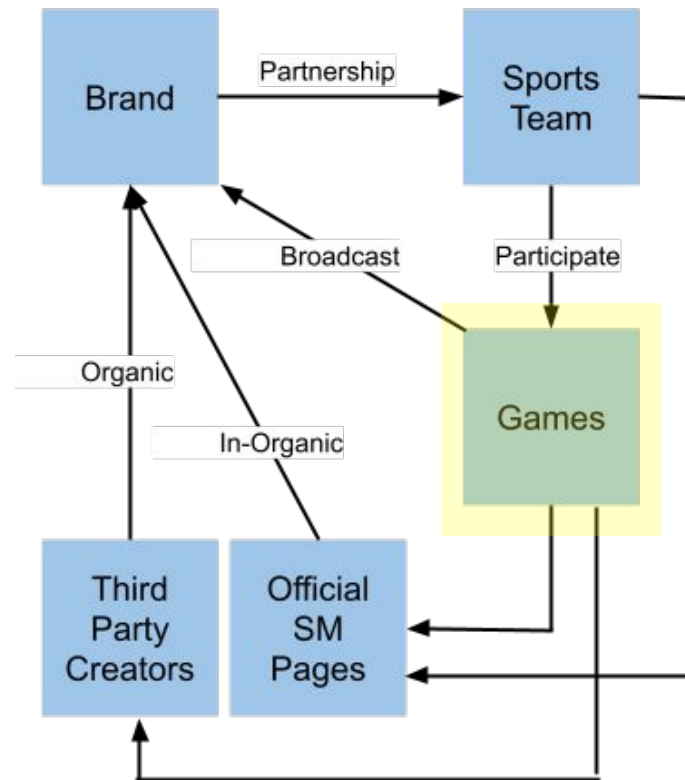 Partnership
Brand
Sports
Team
Broadcast
Participate
Organic
Games
In-Organic
Third
Party
Creators
Official
SM
Pages